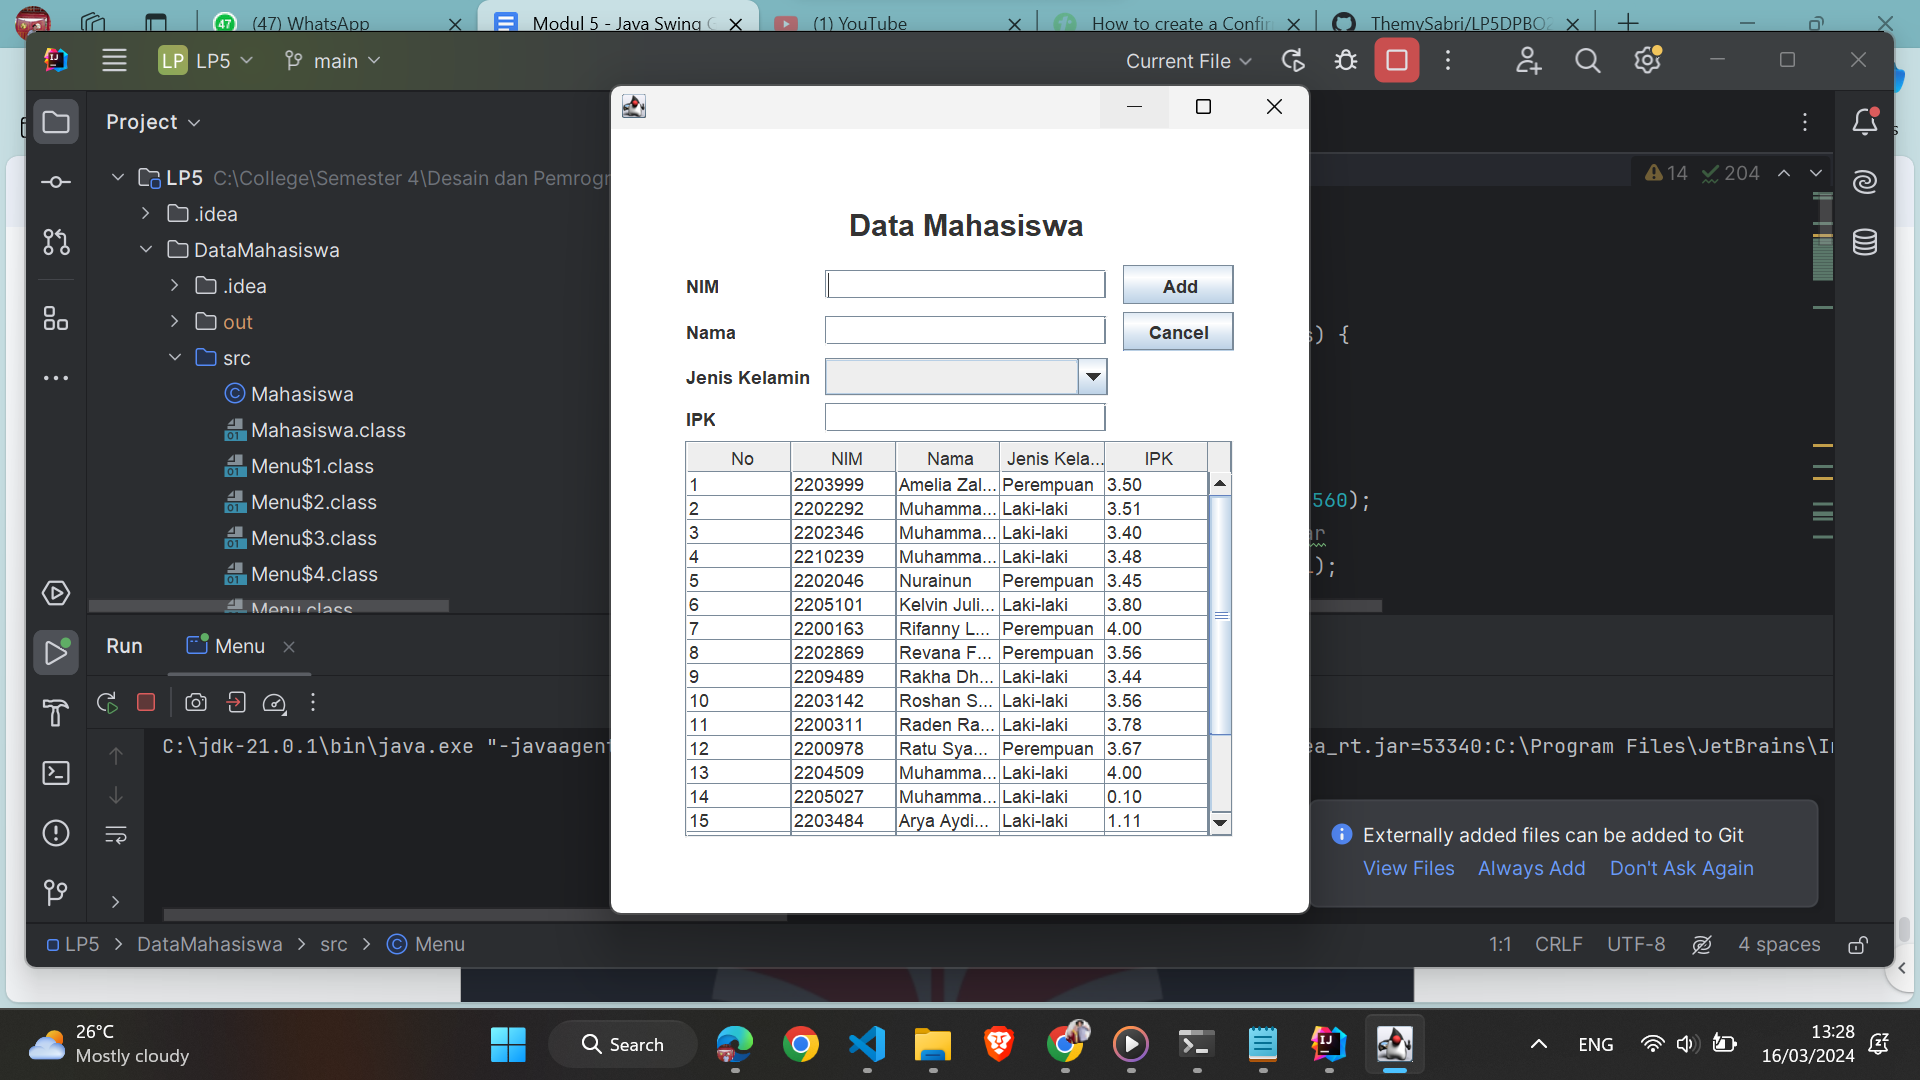 47
(47) WhatsApp
Modul 5 - Java Swing G
(1) YouTube
How to create a Confir
ThemySabri/LP5DPBO2
LP
LP5
main
Current File
Project
LP5 C:\College\Semester 4\Desain dan Pemrogr
.idea
DataMahasiswa
.idea
out
src
Mahasiswa
Mahasiswa.class
Menu$1.class
Menu$2.class
Menu$3.class
Menu$4.class
Menu.class
14
204
s) {
560);
ar
);
Data Mahasiswa
NIM
Add
Nama
Cancel
Jenis Kelamin
IPK
No NIM Nama Jenis Kela... IPK
1 2203999 Amelia Zal... Perempuan 3.50
2 2202292 Muhamma... Laki-laki 3.51
3 2202346 Muhamma... Laki-laki 3.40
4 2210239 Muhamma... Laki-laki 3.48
5 2202046 Nurainun Perempuan 3.45
6 2205101 Kelvin Juli... Laki-laki 3.80
7 2200163 Rifanny L... Perempuan 4.00
8 2202869 Revana F... Perempuan 3.56
9 2209489 Rakha Dh... Laki-laki 3.44
10 2203142 Roshan S... Laki-laki 3.56
11 2200311 Raden Ra... Laki-laki 3.78
12 2200978 Ratu Sya... Perempuan 3.67
13 2204509 Muhamma... Laki-laki 4.00
14 2205027 Muhamma... Laki-laki 0.10
15 2203484 Arya Aydi... Laki-laki 1.11
Run
Menu
C:\jdk-21.0.1\bin\java.exe "-javaagent
ea_rt.jar=53340:C:\Program Files\JetBrains\I
Externally added files can be added to Git
View Files Always Add Don't Ask Again
LP5 > DataMahasiswa > src > Menu
1:1 CRLF UTF-8 4 spaces
26°C
Mostly cloudy
Search
ENG
13:28
16/03/2024